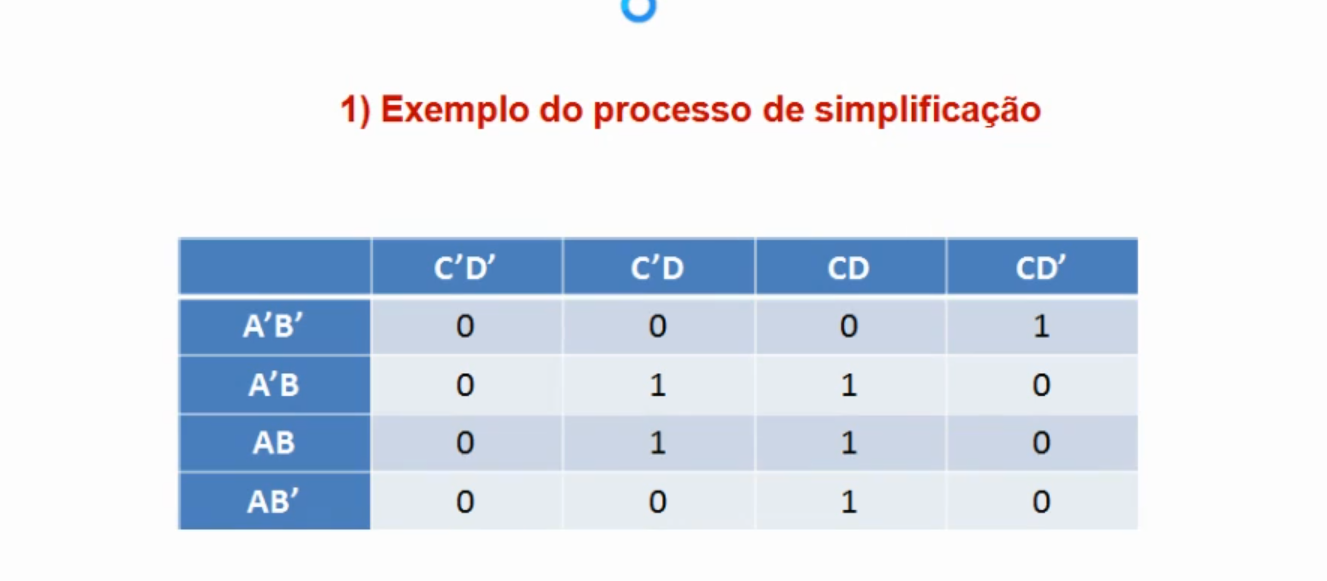 1) Exemplo do processo de simplificação
C’D’ C’D CD CD’
A’B’ 0 0 0 1
A’B 0 1 1 0
AB 0 1 1 0
AB’ 0 0 1 0